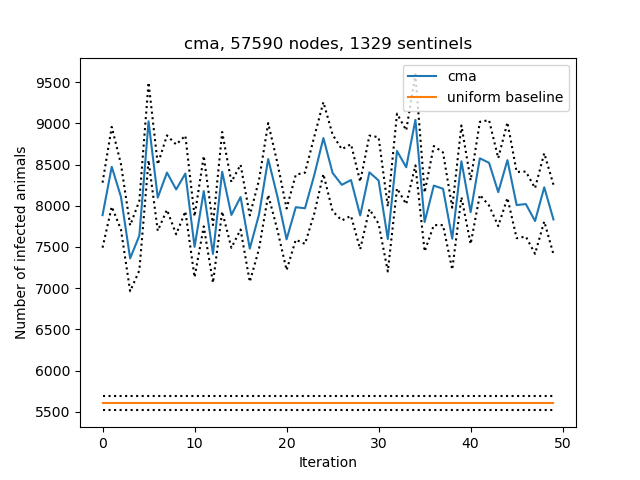 cma, 57590 nodes, 1329 sentinels
cma
uniform baseline
Number of infected animals
9500
9000
8500
8000
7500
7000
6500
6000
5500
0 10 20 30 40 50
Iteration